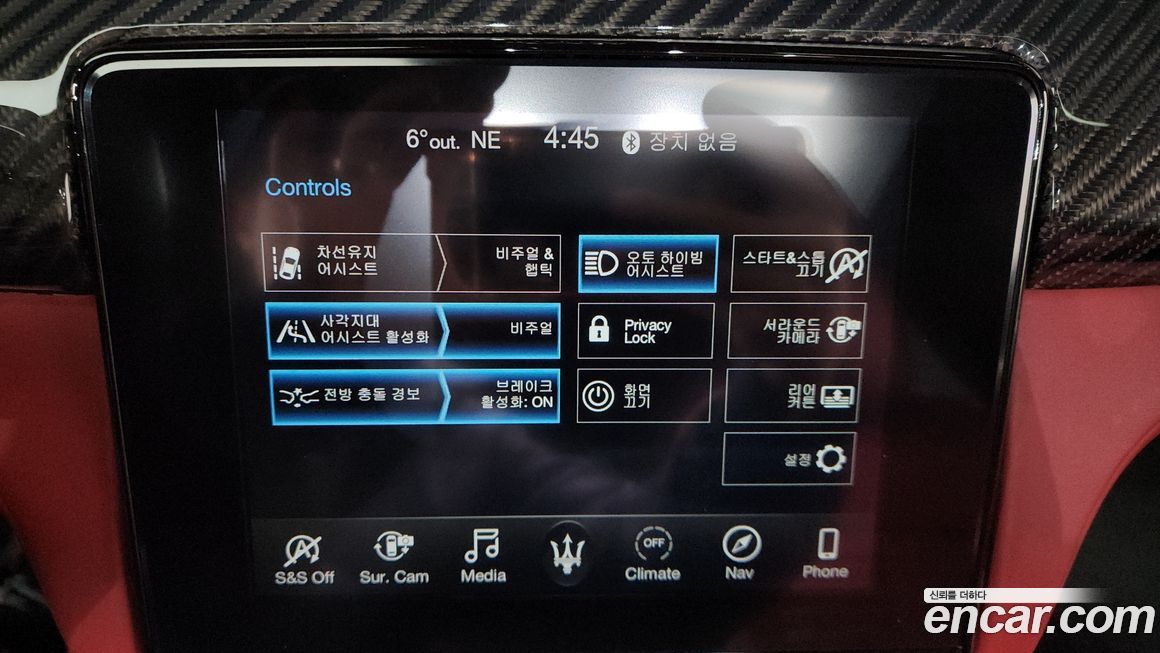 6° out. NE 4:45 장치 없음
Controls
차선유지
어시스트
비주얼 &
햅틱
오토 하이빔
어시스트
스타트&스톱
끄기
사각지대
어시스트 활성화
비주얼
Privacy
Lock
서라운드
카메라
전방 충돌 경보
브레이크
활성화: ON
화면
끄기
리어
커튼
설정
OFF
S&S Off Sur. Cam Media Climate Nav Phone
신뢰를 더하다
encar.com